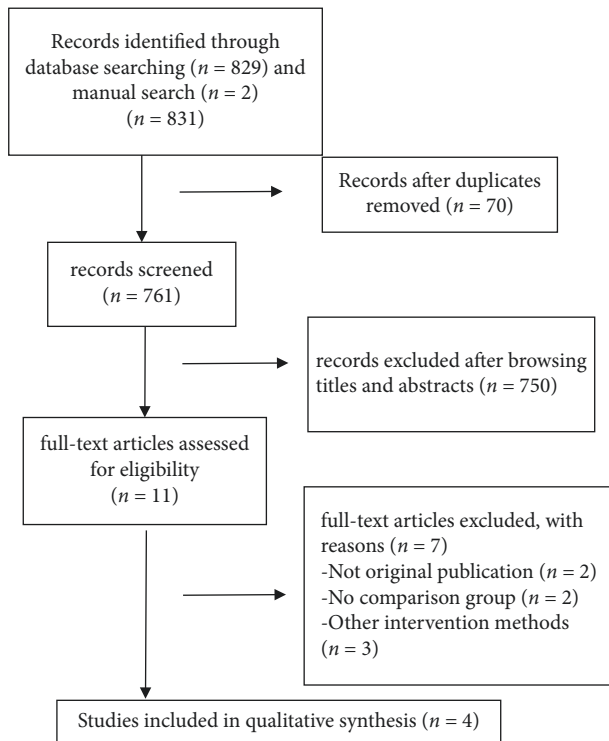 Records identified through
database searching (n = 829) and
manual search (n = 2)
(n = 831)
Records after duplicates
removed (n = 70)
records screened
(n = 761)
records excluded after browsing
titles and abstracts (n = 750)
full-text articles assessed
for eligibility
(n = 11)
full-text articles excluded, with
reasons (n = 7)
-Not original publication (n = 2)
-No comparison group (n = 2)
-Other intervention methods
(n = 3)
Studies included in qualitative synthesis (n = 4)